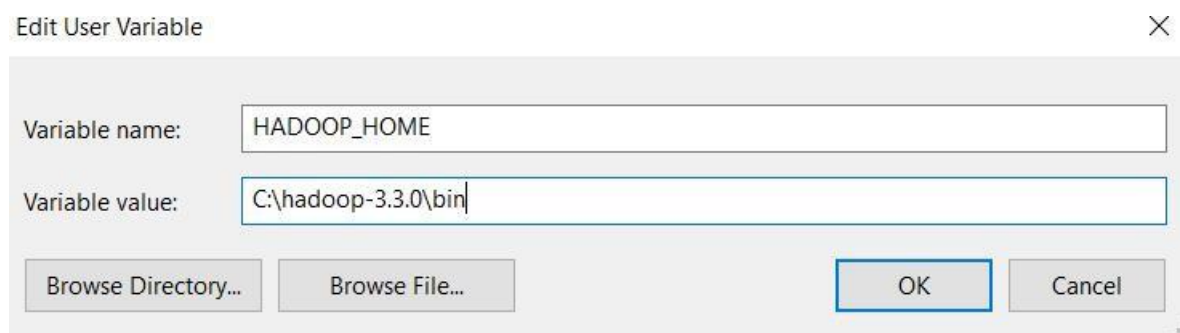 Edit User Variable
Variable name: HADOOP_HOME
Variable value: C:\hadoop-3.3.0\bin
Browse Directory... Browse File... OK Cancel